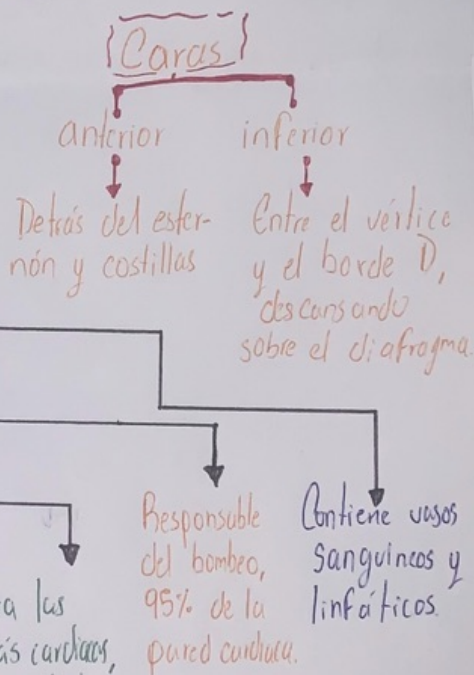 Caras
anterior
inferior
Detrás del ester-
nón y costillas
Entre el vértice
y el borde D,
descansando
sobre el diafragma.
a las
cardiacas,
Responsable
del bombeo,
95% de la
pared cardiaca.
Contiene vasos
sanguineos y
linfáticos.